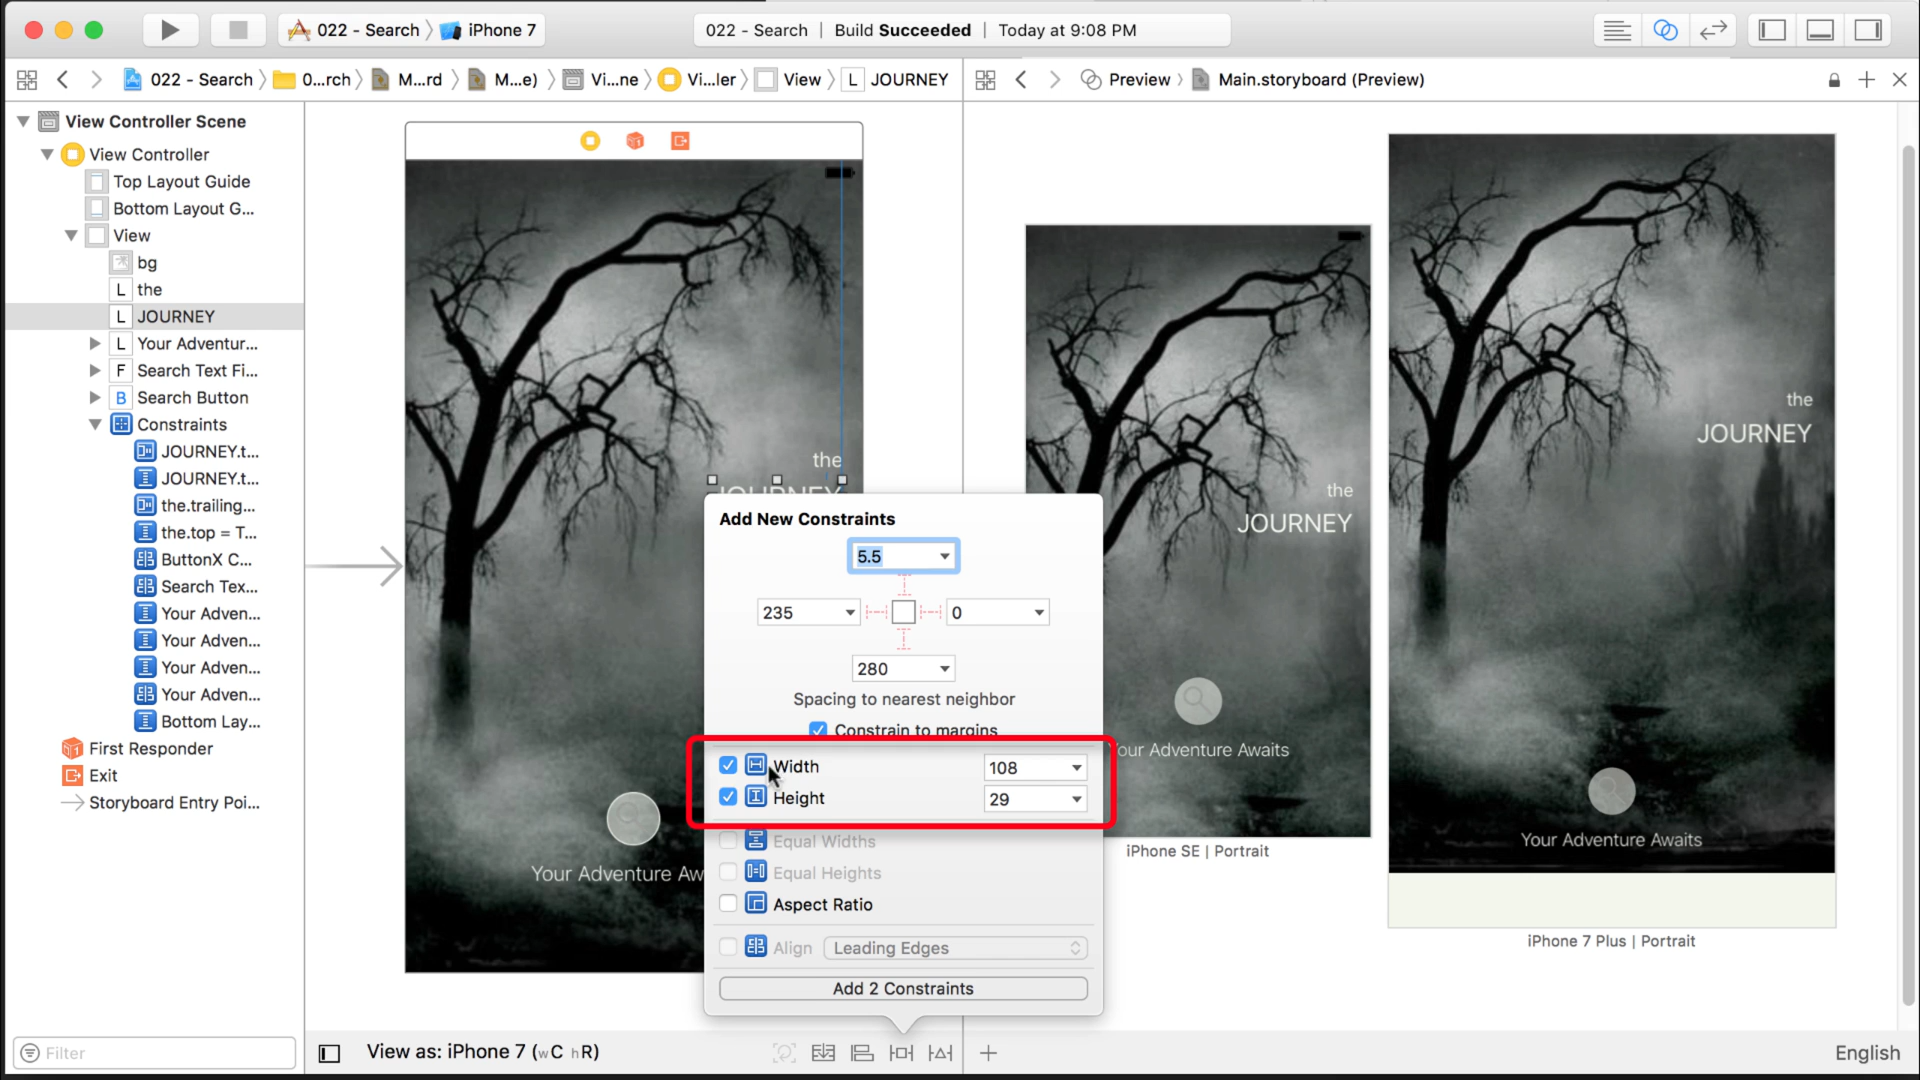 022 - Search
iPhone 7
022 - Search | Build Succeeded | Today at 9:08 PM
022 - Search
0...rch
M...rd
M...e)
Vi...ne
Vi...ler
View
L JOURNEY
Preview
Main.storyboard (Preview)
View Controller Scene
View Controller
Top Layout Guide
Bottom Layout G...
View
bg
L the
L JOURNEY
L Your Adventur...
F Search Text Fi...
B Search Button
Constraints
JOURNEY.t...
JOURNEY.t...
the.trailing...
the.top = T...
ButtonX C...
Search Tex...
Your Adven...
Your Adven...
Your Adven...
Your Adven...
Bottom Lay...
First Responder
Exit
Storyboard Entry Poi...
Filter
the
JOURNEY
Your Adventure Aw
Add New Constraints
5.5
235
0
280
Spacing to nearest neighbor
Constrain to margins
Width 108
Height 29
Equal Widths
Equal Heights
Aspect Ratio
Align Leading Edges
Add 2 Constraints
the
JOURNEY
Your Adventure Awaits
iPhone SE | Portrait
the
JOURNEY
Your Adventure Awaits
iPhone 7 Plus | Portrait
View as: iPhone 7 (wC hR)
English